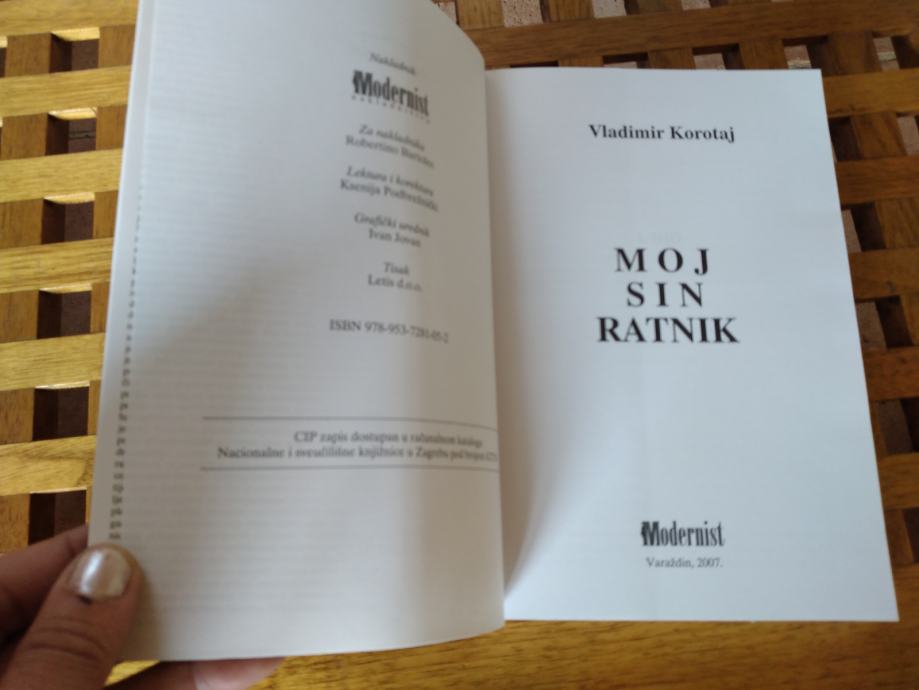 Nakladnik
Modernist
Za nakladnika
Robertino
Lektura i korektura
Ksenija
Grafički urednik
Ivan Jovan
Tisak
Letis d.o.o.
ISBN 978-953-7281-05-2
CIP zapis dostupan u računalnom katalogu
Nacionalne i sveučilišne knjižnice u Zagrebu pod brojem
Vladimir Korotaj
MOJ
SIN
RATNIK
Modernist
Varaždin, 2007.